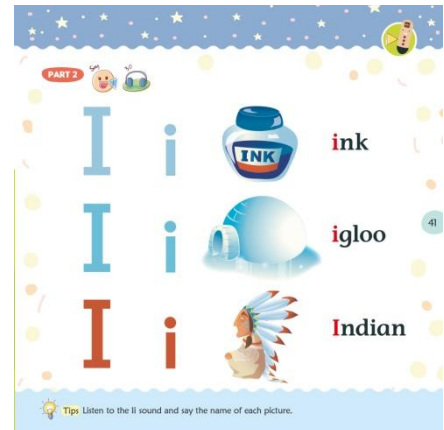 PART 2
Say
I i
INK
ink
I i
igloo
41
I i
Indian
Tips Listen to the Ii sound and say the name of each picture.